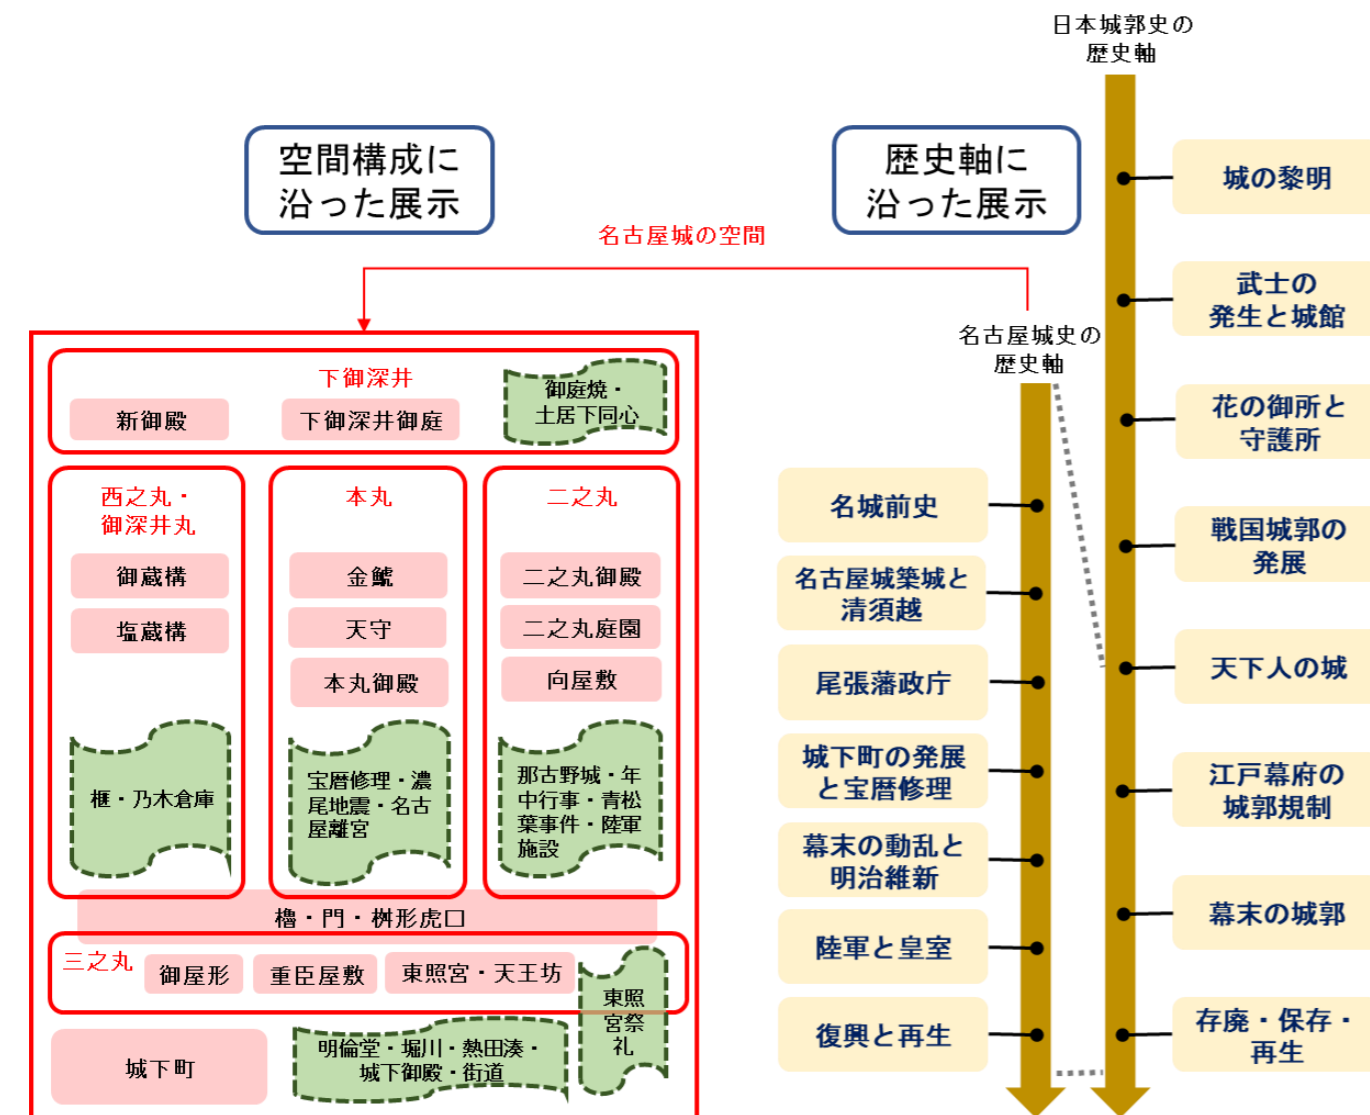 日本城郭史の
歴史軸
空間構成に
沿った展示
歴史軸に
沿った展示
名古屋城の空間
下御深井
新御殿
下御深井御庭
御庭焼・
土居下同心
西之丸・
御深井丸
御蔵構
塩蔵構
榧・乃木倉庫
本丸
金鯱
天守
本丸御殿
宝暦修理・濃
尾地震・名古
屋離宮
二之丸
二之丸御殿
二之丸庭園
向屋敷
那古野城・年
中行事・青松
葉事件・陸軍
施設
櫓・門・桝形虎口
三之丸
御屋形
重臣屋敷
東照宮・天王坊
東照
宮祭
礼
城下町
明倫堂・堀川・熱田湊・
城下御殿・街道
名古屋城史の
歴史軸
名城前史
名古屋城築城と
清須越
尾張藩政庁
城下町の発展
と宝暦修理
幕末の動乱と
明治維新
陸軍と皇室
復興と再生
城の黎明
武士の
発生と城館
花の御所と
守護所
戦国城郭の
発展
天下人の城
江戸幕府の
城郭規制
幕末の城郭
存廃・保存・
再生